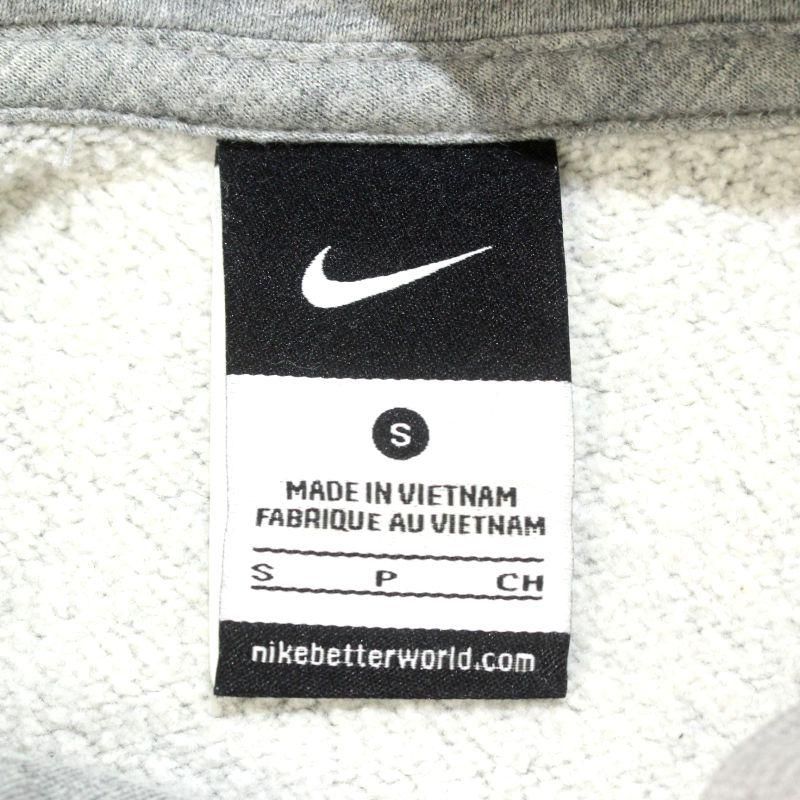 S
MADE IN VIETNAM
FABRIQUE AU VIETNAM
S P CH
nikebetterworld.com